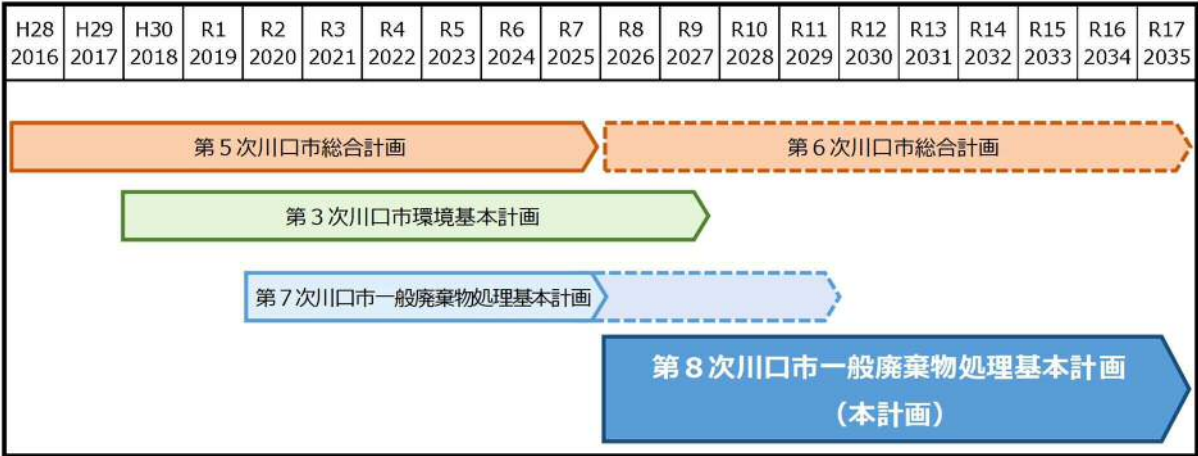 H28 H29 H30 R1 R2 R3 R4 R5 R6 R7 R8 R9 R10 R11 R12 R13 R14 R15 R16 R17
2016 2017 2018 2019 2020 2021 2022 2023 2024 2025 2026 2027 2028 2029 2030 2031 2032 2033 2034 2035
第5次川口市総合計画 第6次川口市総合計画
第3次川口市環境基本計画
第7次川口市一般廃棄物処理基本計画
第8次川口市一般廃棄物処理基本計画
(本計画)